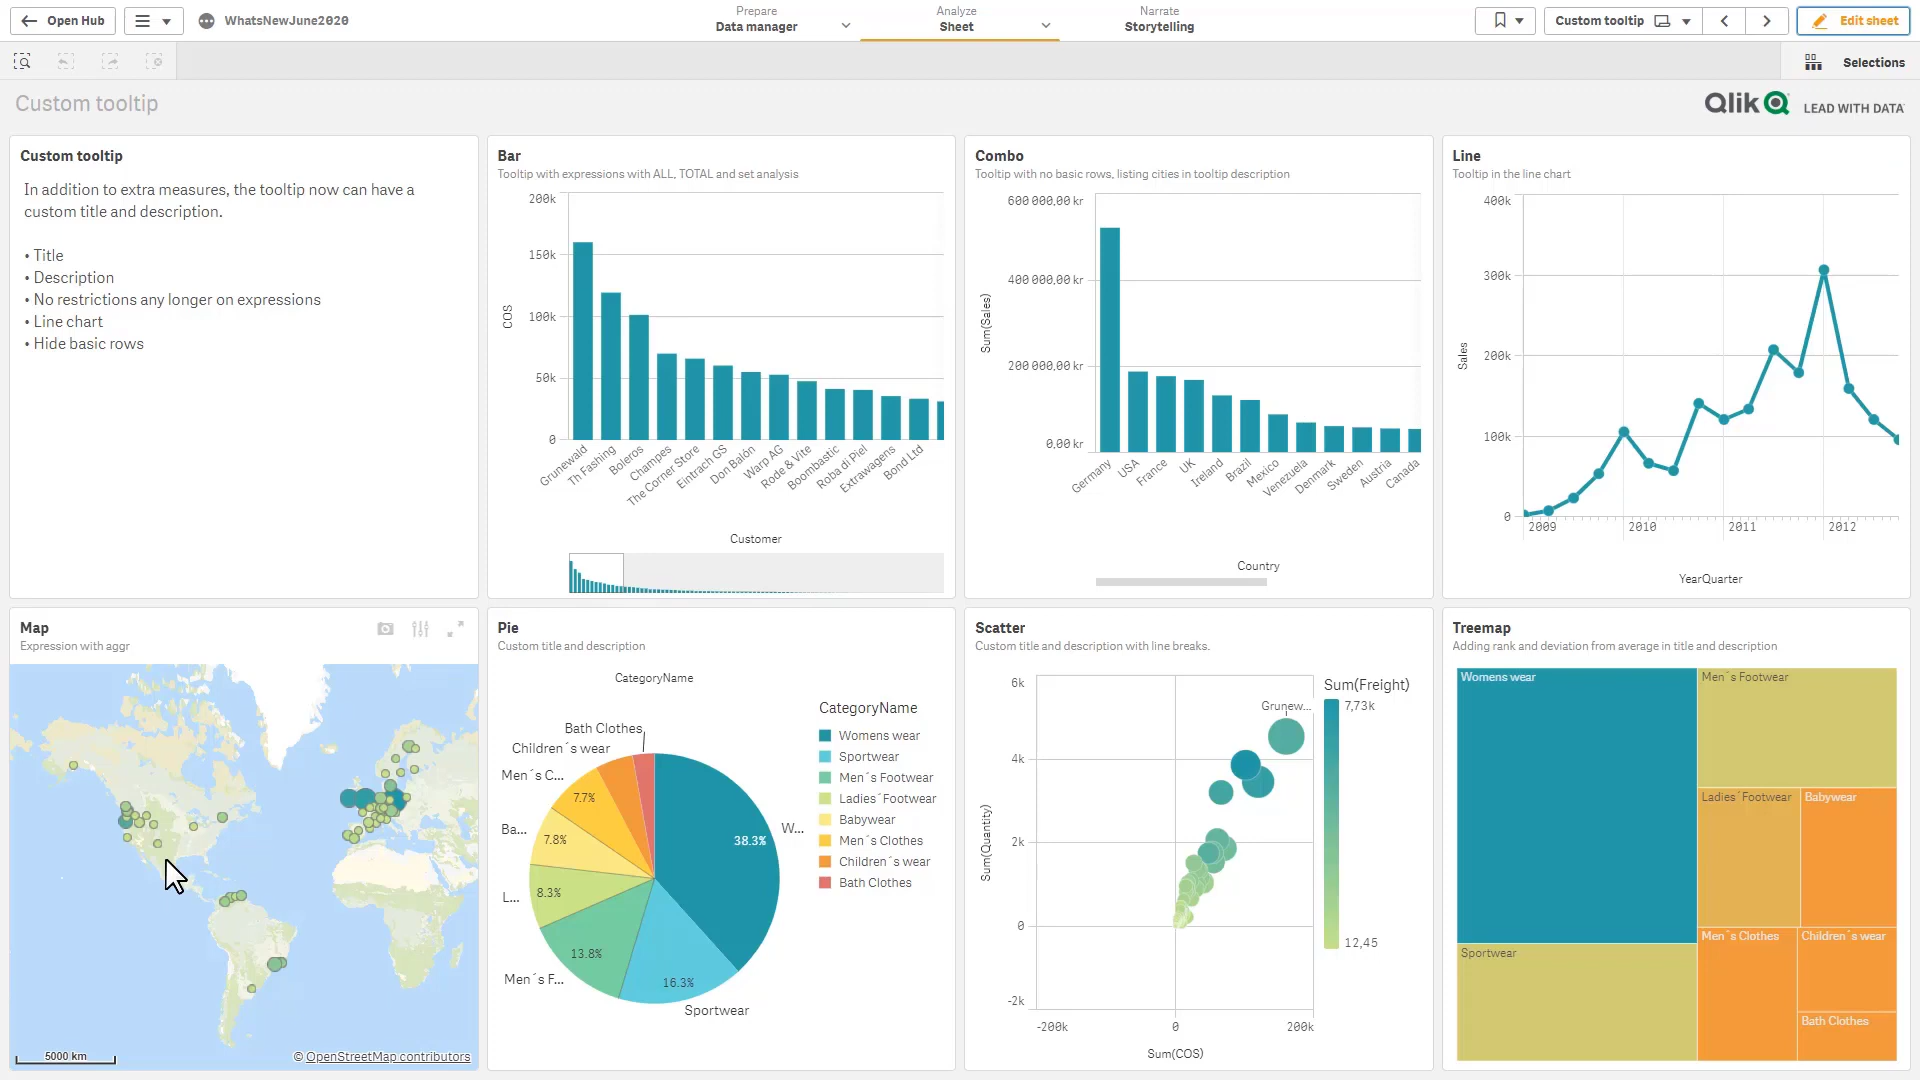 Open Hub
WhatsNewJune2020
Prepare
Data manager
Analyze
Sheet
Narrate
Storytelling
Custom tooltip
Edit sheet
Selections
Custom tooltip
Qlik
LEAD WITH DATA
Custom tooltip
In addition to extra measures, the tooltip now can have a
custom title and description.
• Title
• Description
• No restrictions any longer on expressions
• Line chart
• Hide basic rows
Bar
Tooltip with expressions with ALL, TOTAL and set analysis
COS
200k
150k
100k
50k
0
Grunewald
Th Fashing
Boleros
Champes
The Corner Store
Eintrach GS
Don Balón
Warp AG
Rode & Vite
Boombastic
Roba di Piel
Extrawagens
Bond Ltd
Customer
Combo
Tooltip with no basic rows, listing cities in tooltip description
Sum(Sales)
600 000,00 kr
400 000,00 kr
200 000,00 kr
0,00 kr
Germany
USA
France
UK
Ireland
Brazil
Mexico
Venezuela
Denmark
Sweden
Austria
Canada
Country
Line
Tooltip in the line chart
Sales
400k
300k
200k
100k
0
2009
2010
2011
2012
YearQuarter
Map
Expression with aggr
5000 km
© OpenStreetMap contributors
Pie
Custom title and description
CategoryName
Bath Clothes
Children´s wear
Men´s C...
Ba...
L...
Men´s F...
Sportwear
W...
38.3%
16.3%
13.8%
8.3%
7.8%
7.7%
CategoryName
Womens wear
Sportwear
Men´s Footwear
Ladies´Footwear
Babywear
Men´s Clothes
Children´s wear
Bath Clothes
Scatter
Custom title and description with line breaks.
Sum(Quantity)
6k
4k
2k
0
-2k
Grunew...
-200k
0
200k
Sum(COS)
Sum(Freight)
7,73k
12,45
Treemap
Adding rank and deviation from average in title and description
Womens wear
Men´s Footwear
Ladies´Footwear
Babywear
Sportwear
Men´s Clothes
Children´s wear
Bath Clothes